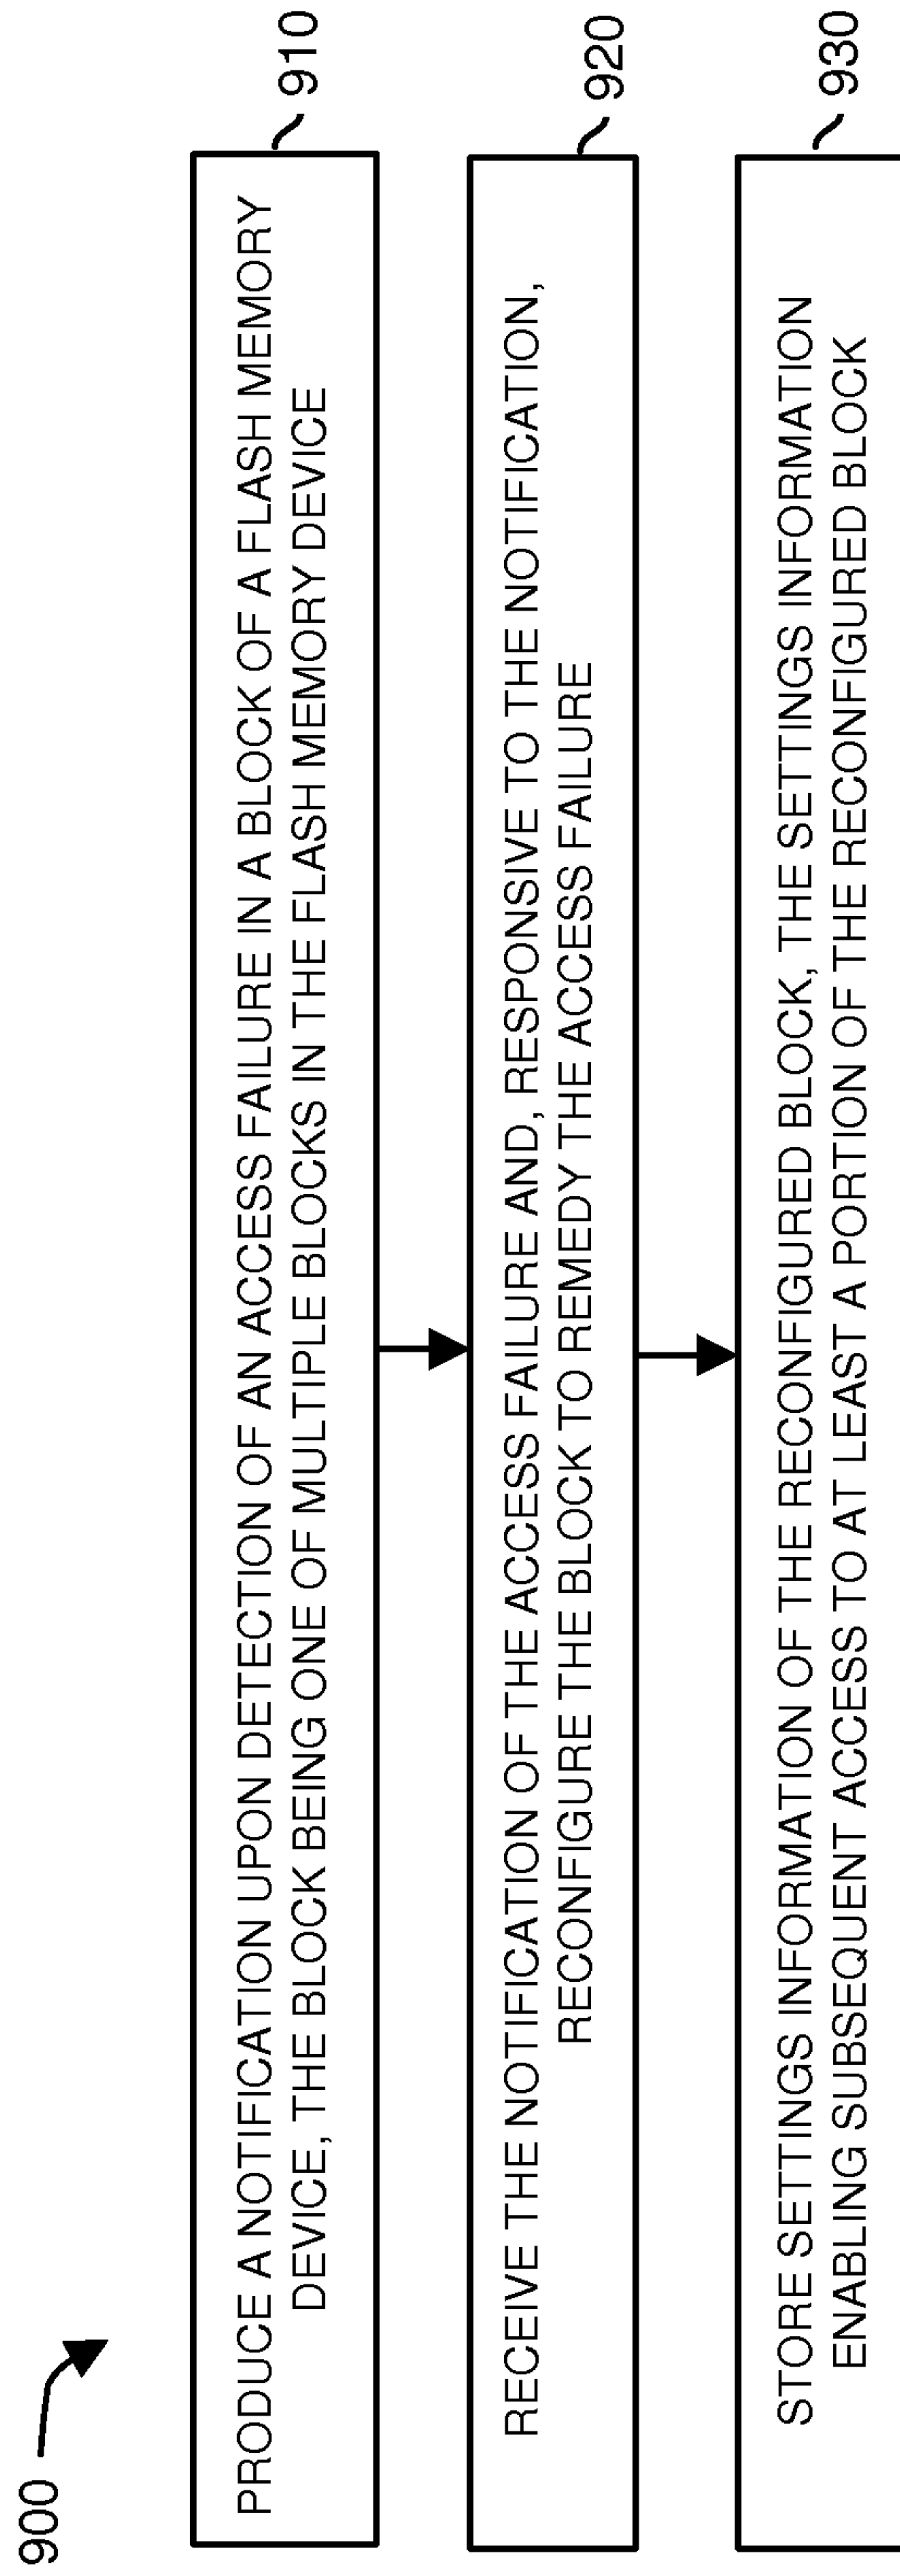 900
PRODUCE A NOTIFICATION UPON DETECTION OF AN ACCESS FAILURE IN A BLOCK OF A FLASH MEMORY
DEVICE, THE BLOCK BEING ONE OF MULTIPLE BLOCKS IN THE FLASH MEMORY DEVICE
910
RECEIVE THE NOTIFICATION OF THE ACCESS FAILURE AND, RESPONSIVE TO THE NOTIFICATION,
RECONFIGURE THE BLOCK TO REMEDY THE ACCESS FAILURE
920
STORE SETTINGS INFORMATION OF THE RECONFIGURED BLOCK, THE SETTINGS INFORMATION
ENABLING SUBSEQUENT ACCESS TO AT LEAST A PORTION OF THE RECONFIGURED BLOCK
930